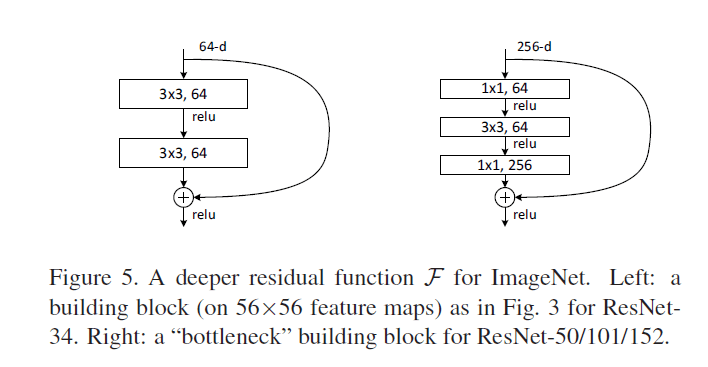 64-d
3x3, 64
relu
3x3, 64
+
relu
256-d
1x1, 64
relu
3x3, 64
relu
1x1, 256
+
relu
Figure 5. A deeper residual function F for ImageNet. Left: a
building block (on 56×56 feature maps) as in Fig. 3 for ResNet-
34. Right: a “bottleneck” building block for ResNet-50/101/152.